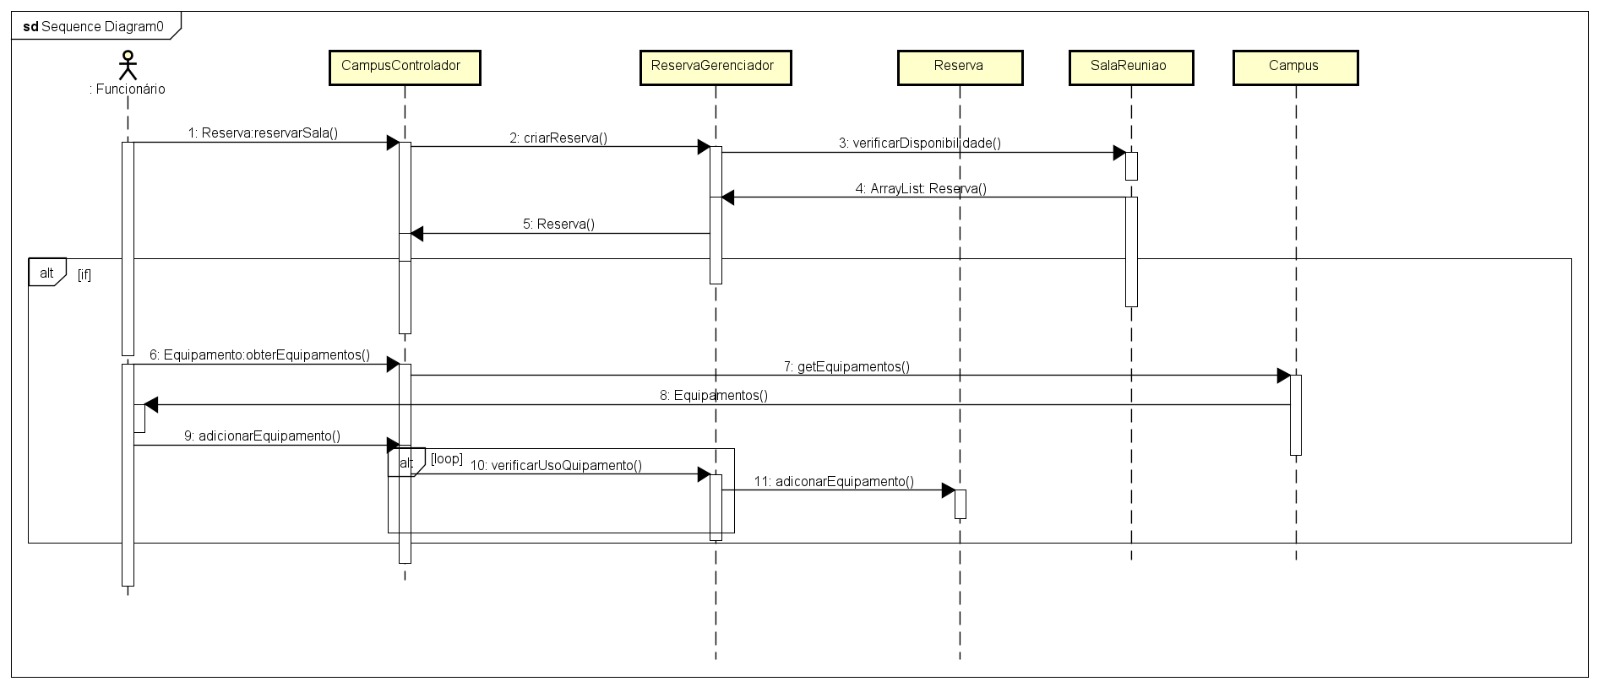 sd Sequence Diagram0
: Funcionário
CampusControlador
ReservaGerenciador
Reserva
SalaReuniao
Campus
1: Reserva:reservarSala()
2: criarReserva()
3: verificarDisponibilidade()
4: ArrayList: Reserva()
5: Reserva()
alt
[if]
6: Equipamento:obterEquipamentos()
7: getEquipamentos()
8: Equipamentos()
9: adicionarEquipamento()
alt
[loop]
10: verificarUsoQuipamento()
11: adiconarEquipamento()